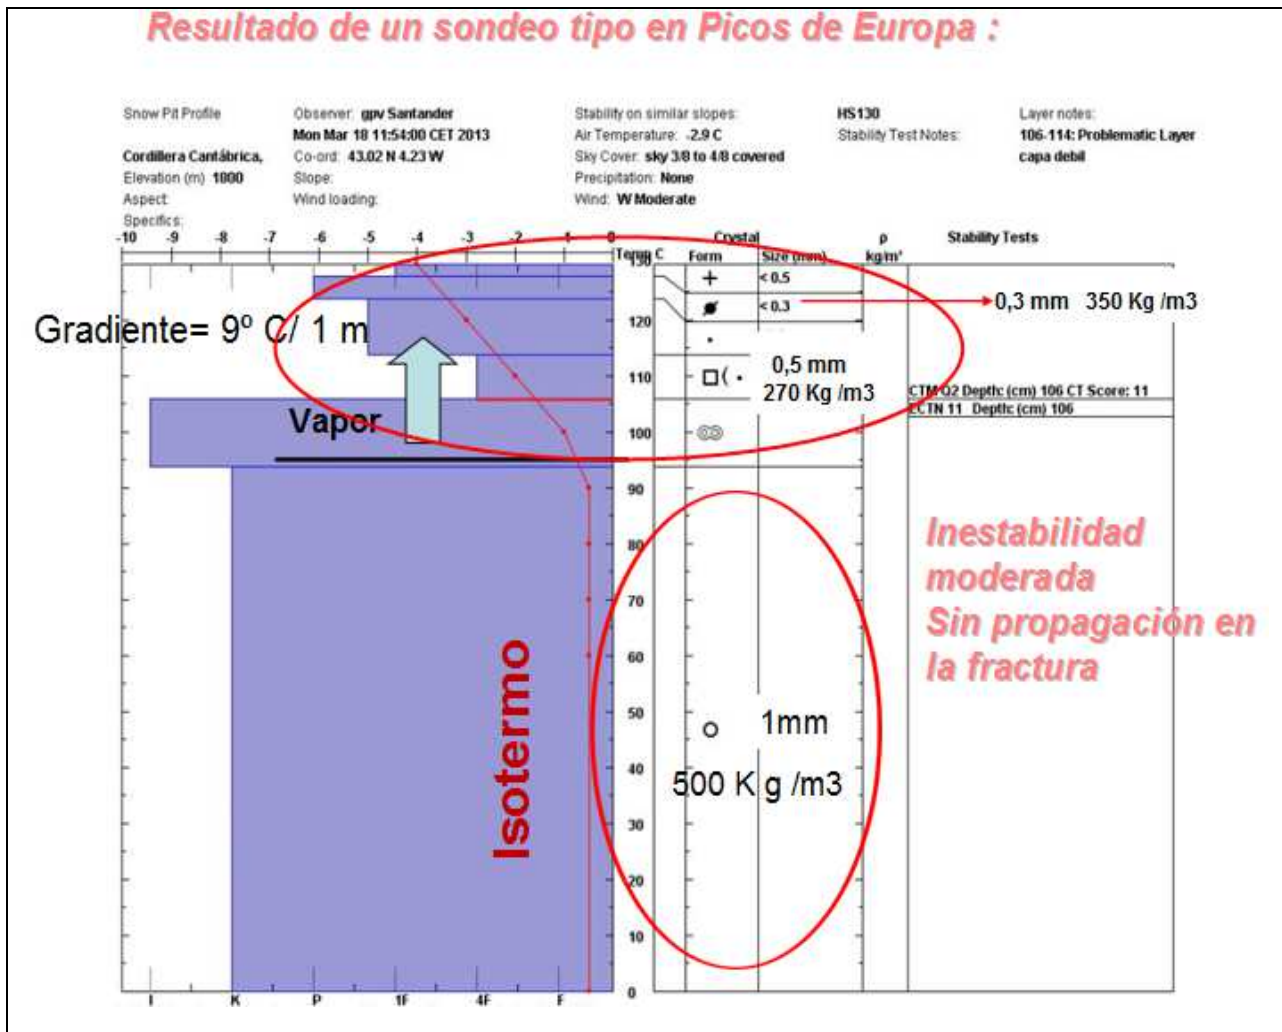 Resultado de un sondeo tipo en Picos de Europa :
Snow Pit Profile
Cordillera Cantábrica,
Elevation (m) 1800
Aspect:
Specifics:
Observer: gpv Santander
Mon Mar 18 11:54:00 CET 2013
Co-ord: 43.02 N 4.23 W
Slope:
Wind loading:
Stability on similar slopes:
Air Temperature: -2.9 C
Sky Cover: sky 3/8 to 4/8 covered
Precipitation: None
Wind: W Moderate
HS130
Stability Test Notes:
Layer notes:
106-114: Problematic Layer
capa debil
-10 -9 -8 -7 -6 -5 -4 -3 -2 -1 0
Temp C
Crystal
Form Size (mm)
ρ
kg/m³
Stability Tests
130
+ < 0.5
< 0.3
0,3 mm 350 Kg /m3
Gradiente= 9º C/ 1 m
120
110
0,5 mm
270 Kg /m3
CTM Q2 Depth: (cm) 106 CT Score: 11
ECTN 11 Depth: (cm) 106
Vapor
100
90
80
70
60
50
40
30
20
10
0
Isotermo
1mm
500 K g /m3
Inestabilidad
moderada
Sin propagación en
la fractura
I K P 1F 4F F